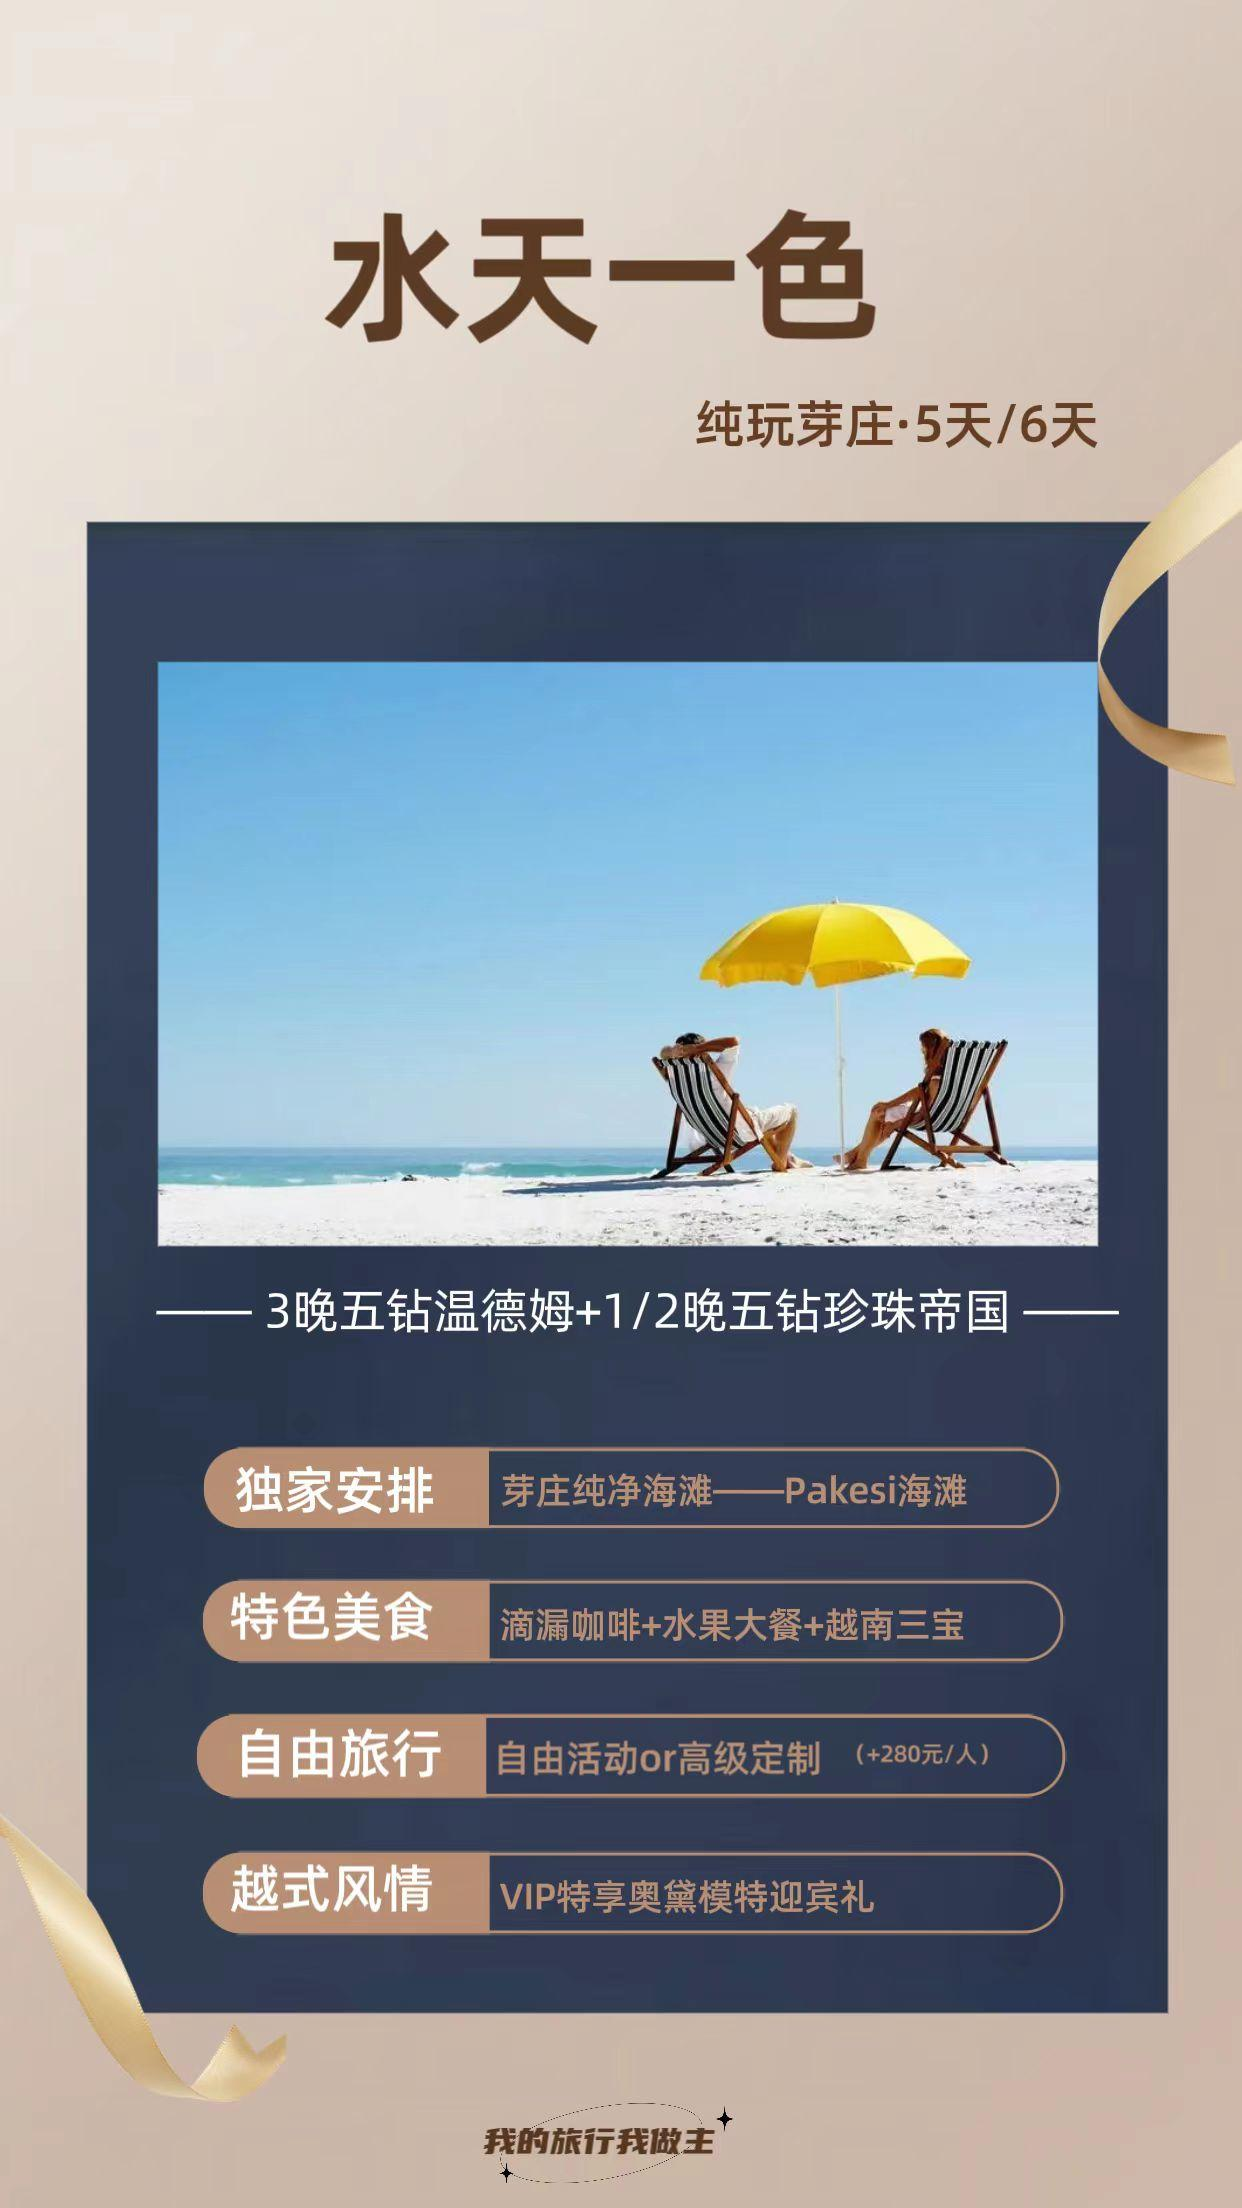 水天一色
纯玩芽庄·5天/6天
3晚五钻温德姆+1/2晚五钻珍珠帝国
独家安排 芽庄纯净海滩——Pakesi海滩
特色美食 滴漏咖啡+水果大餐+越南三宝
自由旅行 自由活动or高级定制 （+280元/人）
越式风情 VIP特享奥黛模特迎宾礼
我的旅行我做主